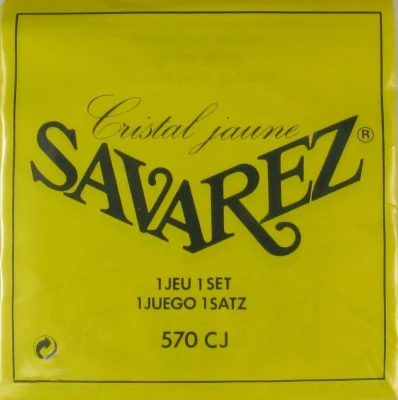 Cristal jaune
SAVAREZ®
1 JEU 1 SET
1 JUEGO 1 SATZ
570 CJ